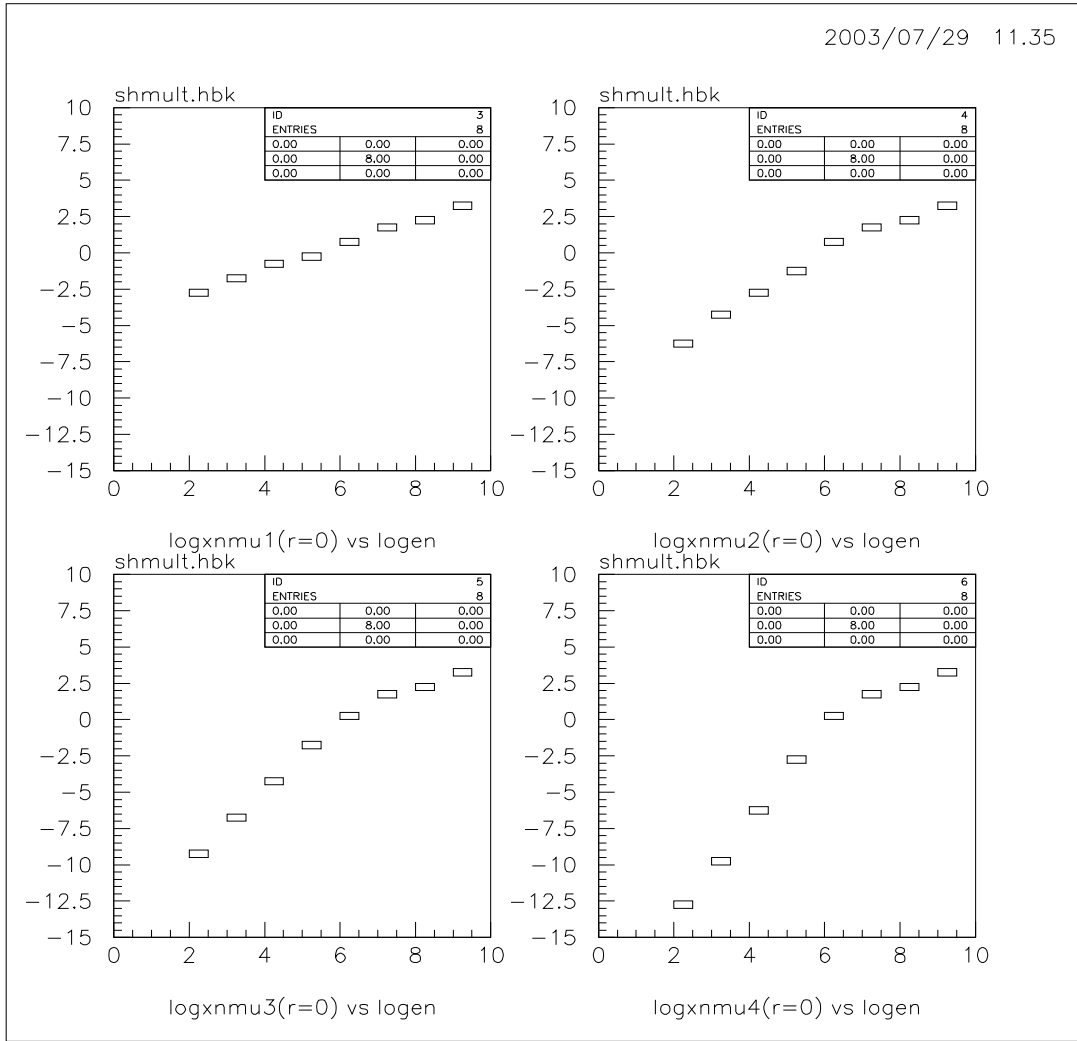 2003/07/29 11.35
shmult.hbk
ID 3
ENTRIES 8
0.00 0.00 0.00
0.00 8.00 0.00
0.00 0.00 0.00
10
7.5
5
2.5
0
−2.5
−5
−7.5
−10
−12.5
−15
0 2 4 6 8 10
logxnmu1(r=0) vs logen
shmult.hbk
ID 4
ENTRIES 8
0.00 0.00 0.00
0.00 8.00 0.00
0.00 0.00 0.00
10
7.5
5
2.5
0
−2.5
−5
−7.5
−10
−12.5
−15
0 2 4 6 8 10
logxnmu2(r=0) vs logen
shmult.hbk
ID 5
ENTRIES 8
0.00 0.00 0.00
0.00 8.00 0.00
0.00 0.00 0.00
10
7.5
5
2.5
0
−2.5
−5
−7.5
−10
−12.5
−15
0 2 4 6 8 10
logxnmu3(r=0) vs logen
shmult.hbk
ID 6
ENTRIES 8
0.00 0.00 0.00
0.00 8.00 0.00
0.00 0.00 0.00
10
7.5
5
2.5
0
−2.5
−5
−7.5
−10
−12.5
−15
0 2 4 6 8 10
logxnmu4(r=0) vs logen